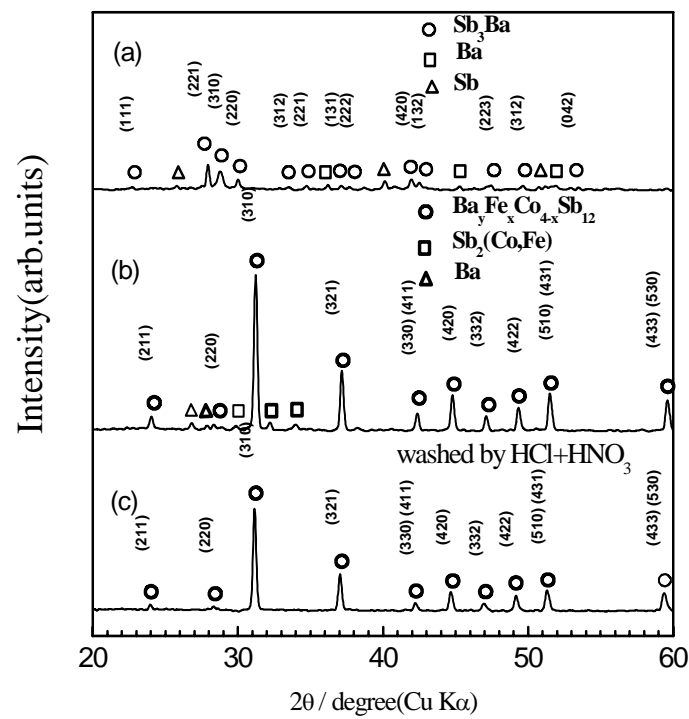 (a)
○ Sb3Ba
□ Ba
△ Sb
(111) (221) (310) (220) (312) (221) (131) (222) (420) (132) (223) (312) (042)
(b)
○ BayFexCo4-xSb12
□ Sb2(Co,Fe)
△ Ba
(211) (220) (310) (321) (330) (411) (420) (332) (422) (510) (431) (433) (530)
washed by HCl+HNO3
(c)
(211) (220) (310) (321) (330) (411) (420) (332) (422) (510) (431) (433) (530)
Intensity(arb.units)
20 30 40 50 60
2θ / degree(Cu Kα)